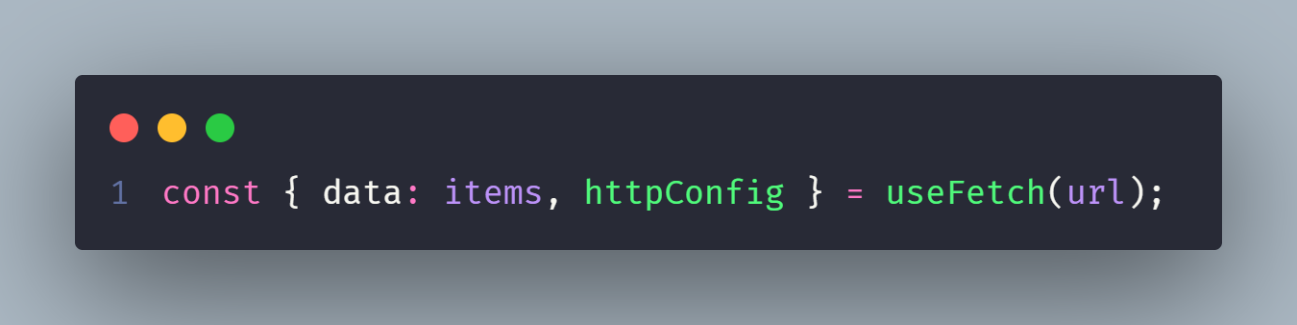 1 const { data: items, httpConfig } = useFetch(url);